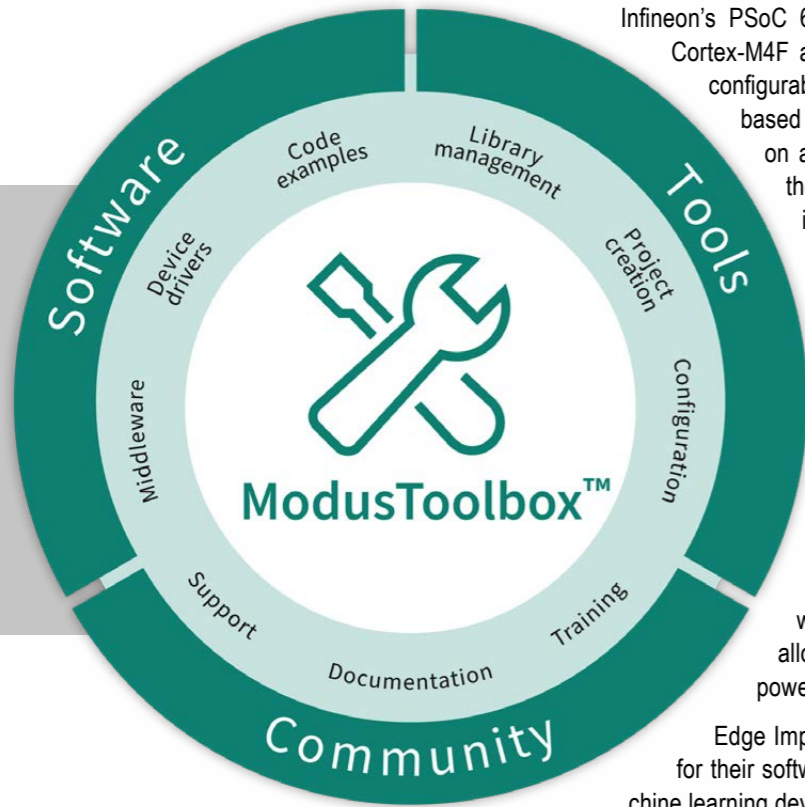 Infineon’s PSoC 6
Cortex-M4F
configurab
based
on
th
Software
Code
examples
Device
drivers
Middleware
Tools
Library
management
Project
creation
Configuration
ModusToolbox™
Community
Support
Documentation
Training
w
allo
powe
Edge Imp
for their softw
chine learning dev